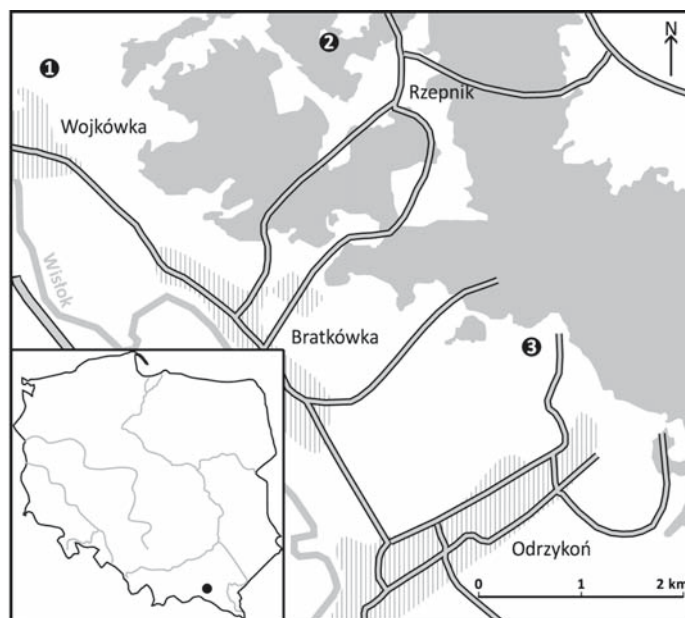 N
❶
❷
Rzepnik
Wojkówka
Wisłok
Bratkówka
❸
Odrzykoń
0 1 2 km